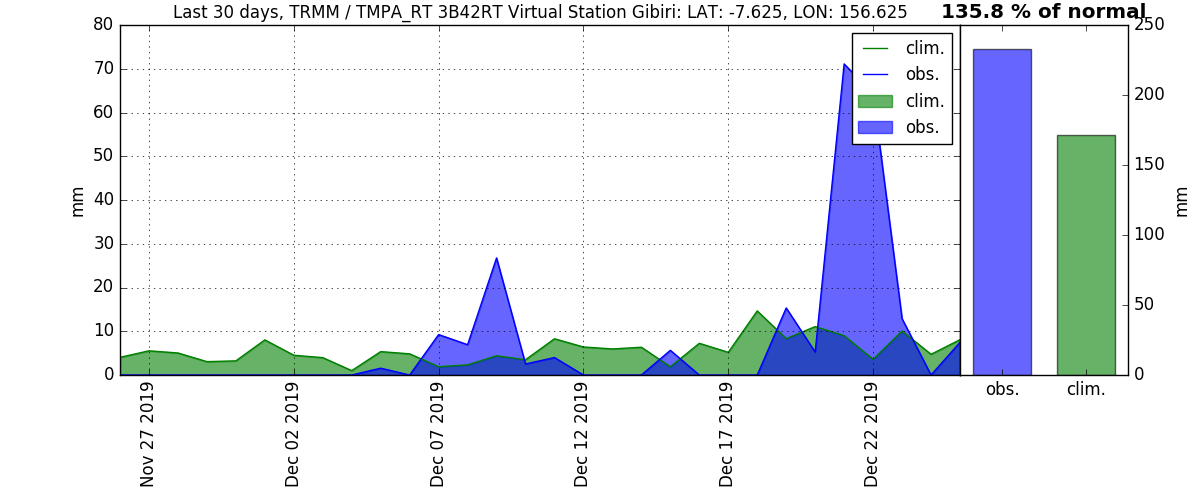 Last 30 days, TRMM / TMPA_RT 3B42RT Virtual Station Gibiri: LAT: -7.625, LON: 156.625
135.8 % of normal
80
70
60
50
40
30
20
10
0
mm
clim.
obs.
clim.
obs.
Nov 27 2019
Dec 02 2019
Dec 07 2019
Dec 12 2019
Dec 17 2019
Dec 22 2019
250
200
150
100
50
0
mm
obs.
clim.